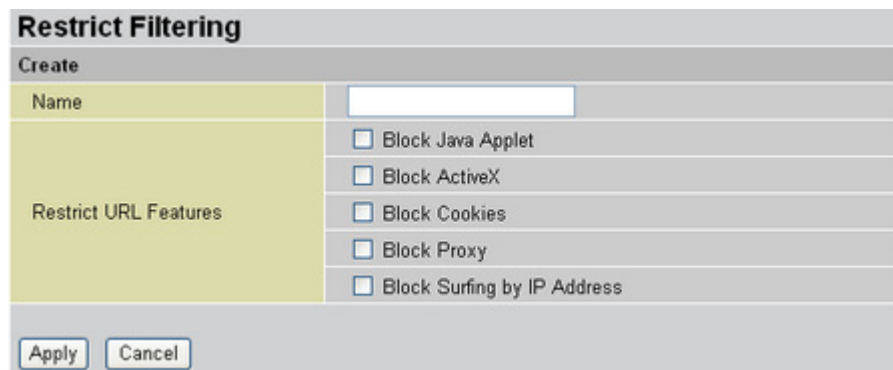 Restrict Filtering
Create
Name
Restrict URL Features
Block Java Applet
Block ActiveX
Block Cookies
Block Proxy
Block Surfing by IP Address
Apply Cancel